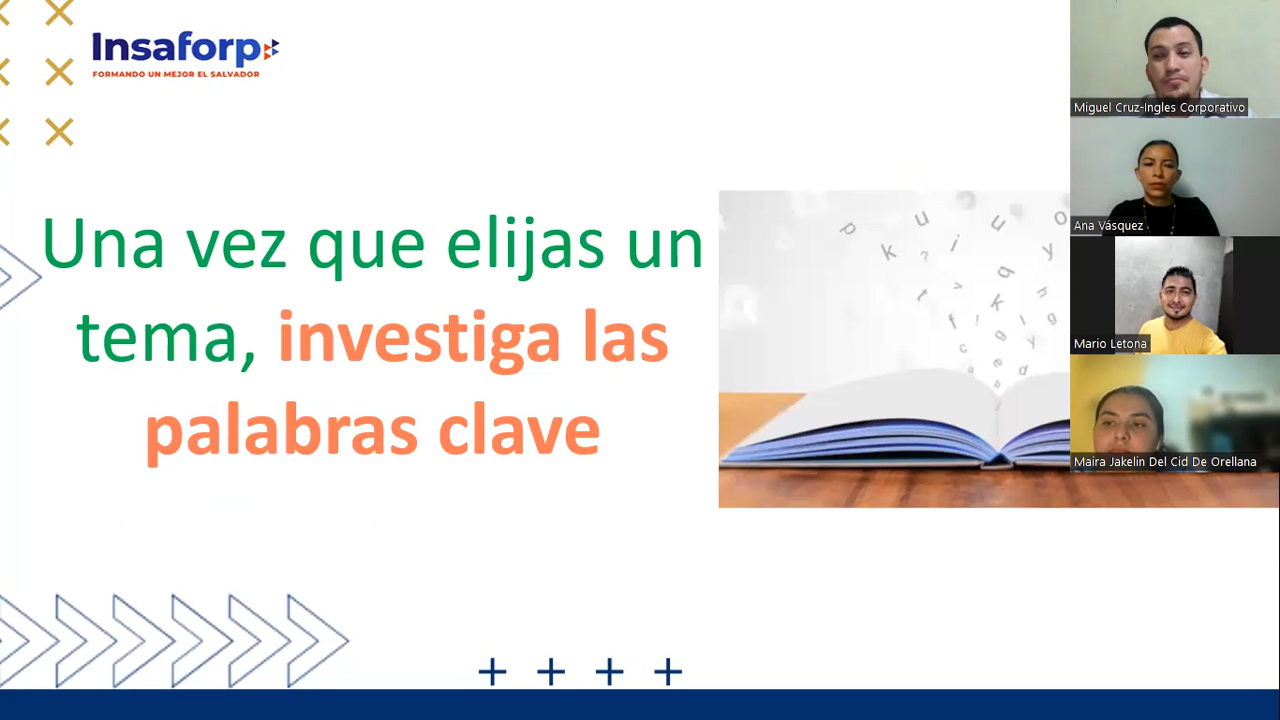 Insaforp
FORMANDO UN MEJOR EL SALVADOR
Una vez que elijas un
tema, investiga las
palabras clave
p u u o
k ? i y
q
t v k h
f ! g l g
c y
e d
Miguel Cruz-Ingles Corporativo
Ana Vásquez
Mario Letona
Maira Jakelin Del Cid De Orellana